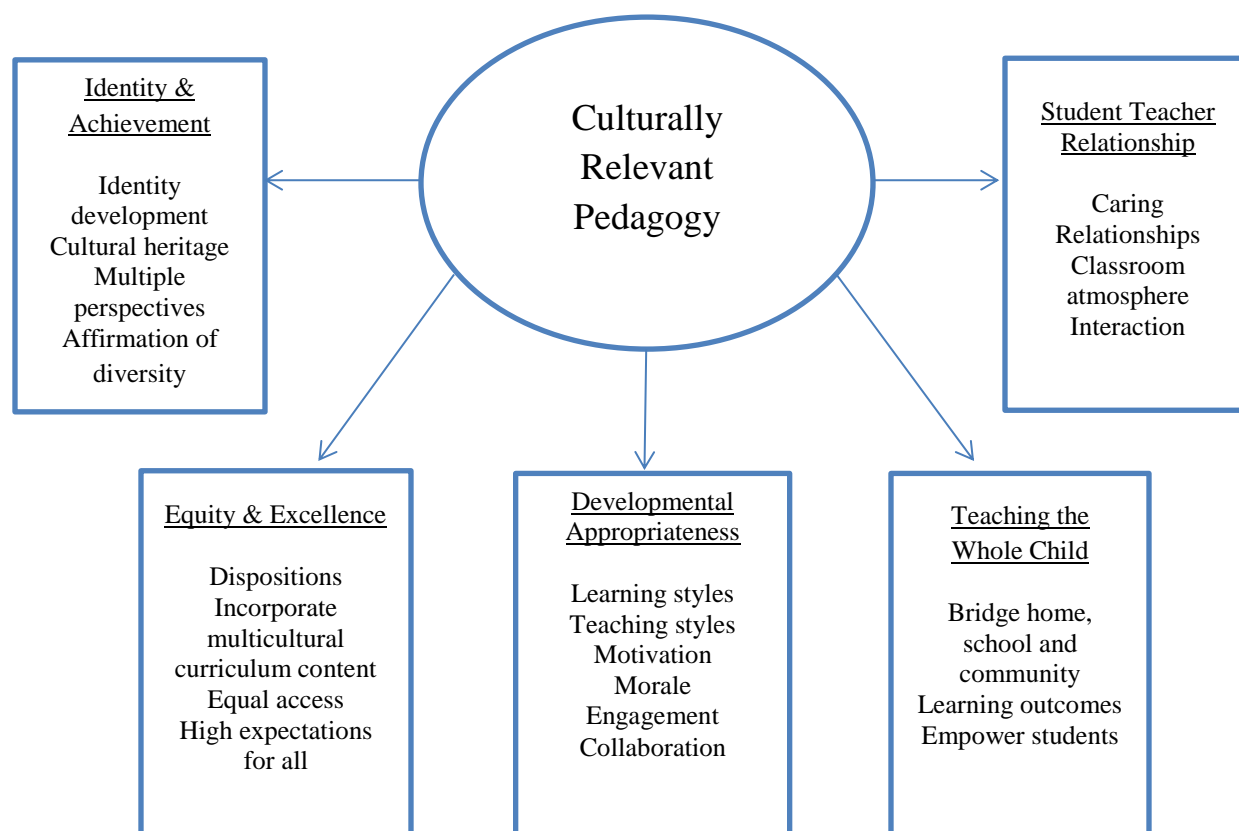 Culturally
Relevant
Pedagogy
Identity &
Achievement
Identity
development
Cultural heritage
Multiple
perspectives
Affirmation of
diversity
Student Teacher
Relationship
Caring
Relationships
Classroom
atmosphere
Interaction
Equity & Excellence
Dispositions
Incorporate
multicultural
curriculum content
Equal access
High expectations
for all
Developmental
Appropriateness
Learning styles
Teaching styles
Motivation
Morale
Engagement
Collaboration
Teaching the
Whole Child
Bridge home,
school and
community
Learning outcomes
Empower students